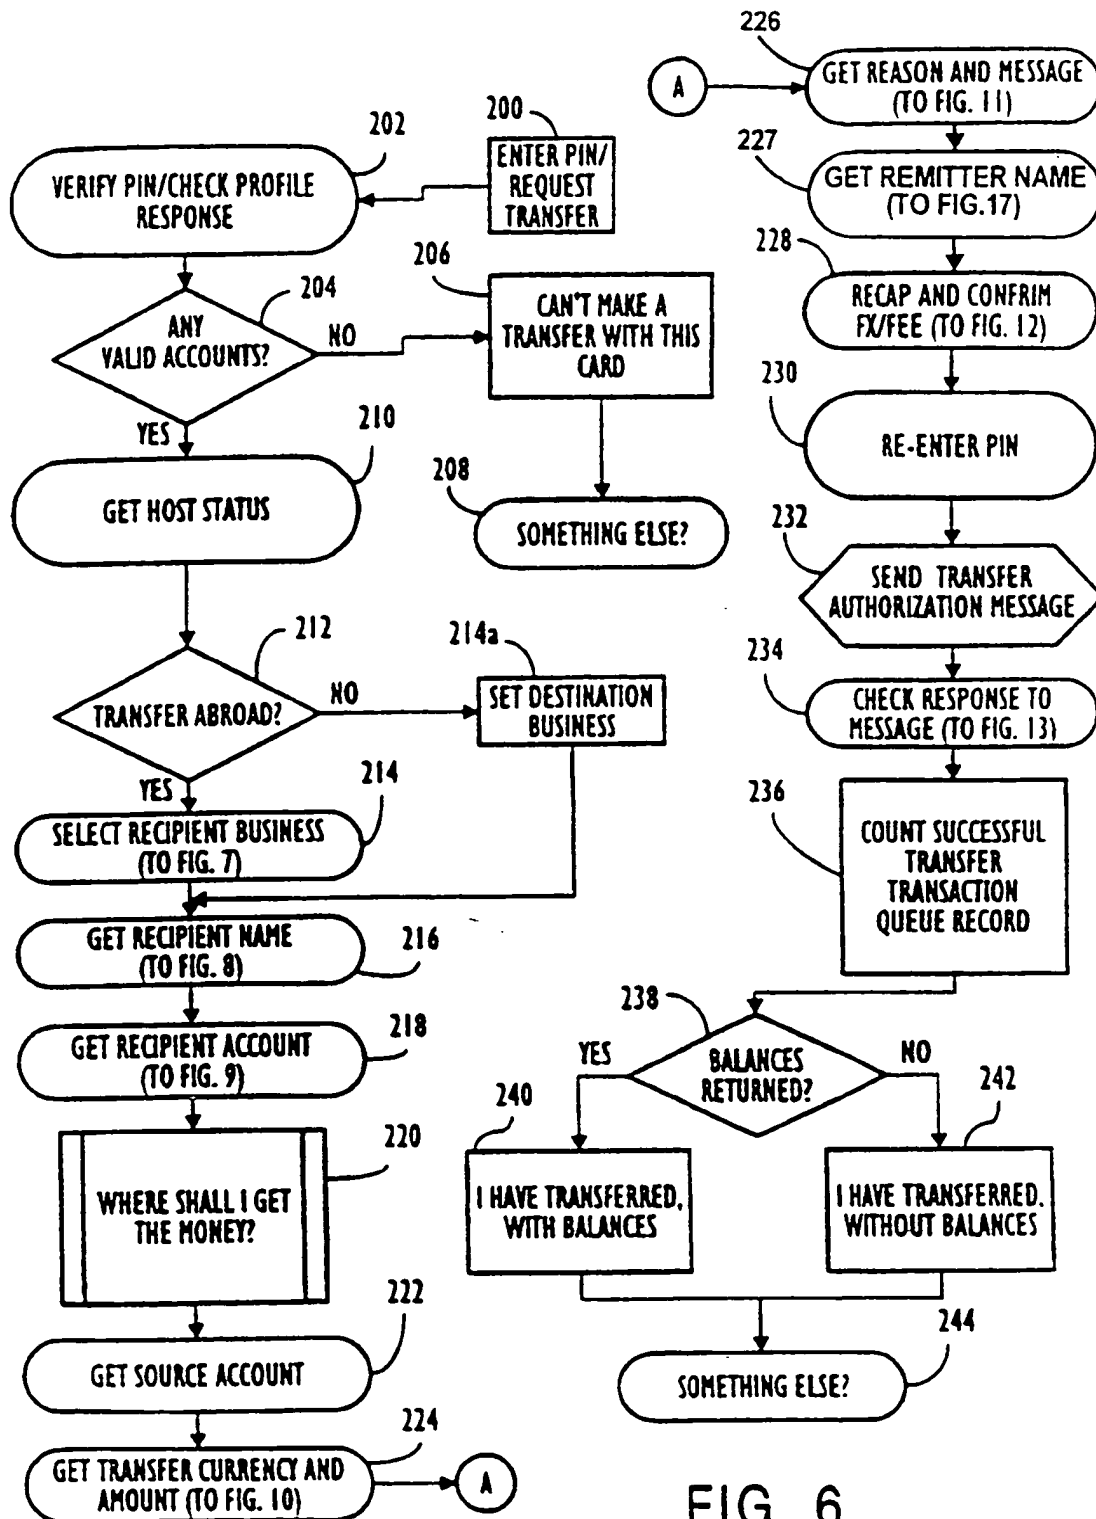 200
ENTER PIN/
REQUEST
TRANSFER
202
VERIFY PIN/CHECK PROFILE
RESPONSE
204
ANY
VALID ACCOUNTS?
NO
206
CAN'T MAKE A
TRANSFER WITH THIS
CARD
208
SOMETHING ELSE?
YES
210
GET HOST STATUS
212
TRANSFER ABROAD?
NO
214a
SET DESTINATION
BUSINESS
YES
214
SELECT RECIPIENT BUSINESS
(TO FIG. 7)
GET RECIPIENT NAME
(TO FIG. 8)
216
GET RECIPIENT ACCOUNT
(TO FIG. 9)
218
220
WHERE SHALL I GET
THE MONEY?
222
GET SOURCE ACCOUNT
224
GET TRANSFER CURRENCY AND
AMOUNT (TO FIG. 10)
A
A
226
GET REASON AND MESSAGE
(TO FIG. 11)
227
GET REMITTER NAME
(TO FIG.17)
228
RECAP AND CONFRIM
FX/FEE (TO FIG. 12)
230
RE-ENTER PIN
232
SEND TRANSFER
AUTHORIZATION MESSAGE
234
CHECK RESPONSE TO
MESSAGE (TO FIG. 13)
236
COUNT SUCCESSFUL
TRANSFER
TRANSACTION
QUEUE RECORD
238
BALANCES
RETURNED?
YES
NO
240
I HAVE TRANSFERRED,
WITH BALANCES
242
I HAVE TRANSFERRED.
WITHOUT BALANCES
244
SOMETHING ELSE?
FIG. 6